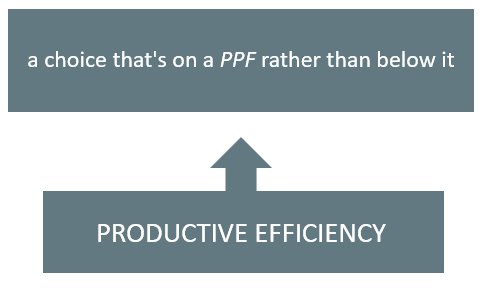 a choice that's on a PPF rather than below it
PRODUCTIVE EFFICIENCY